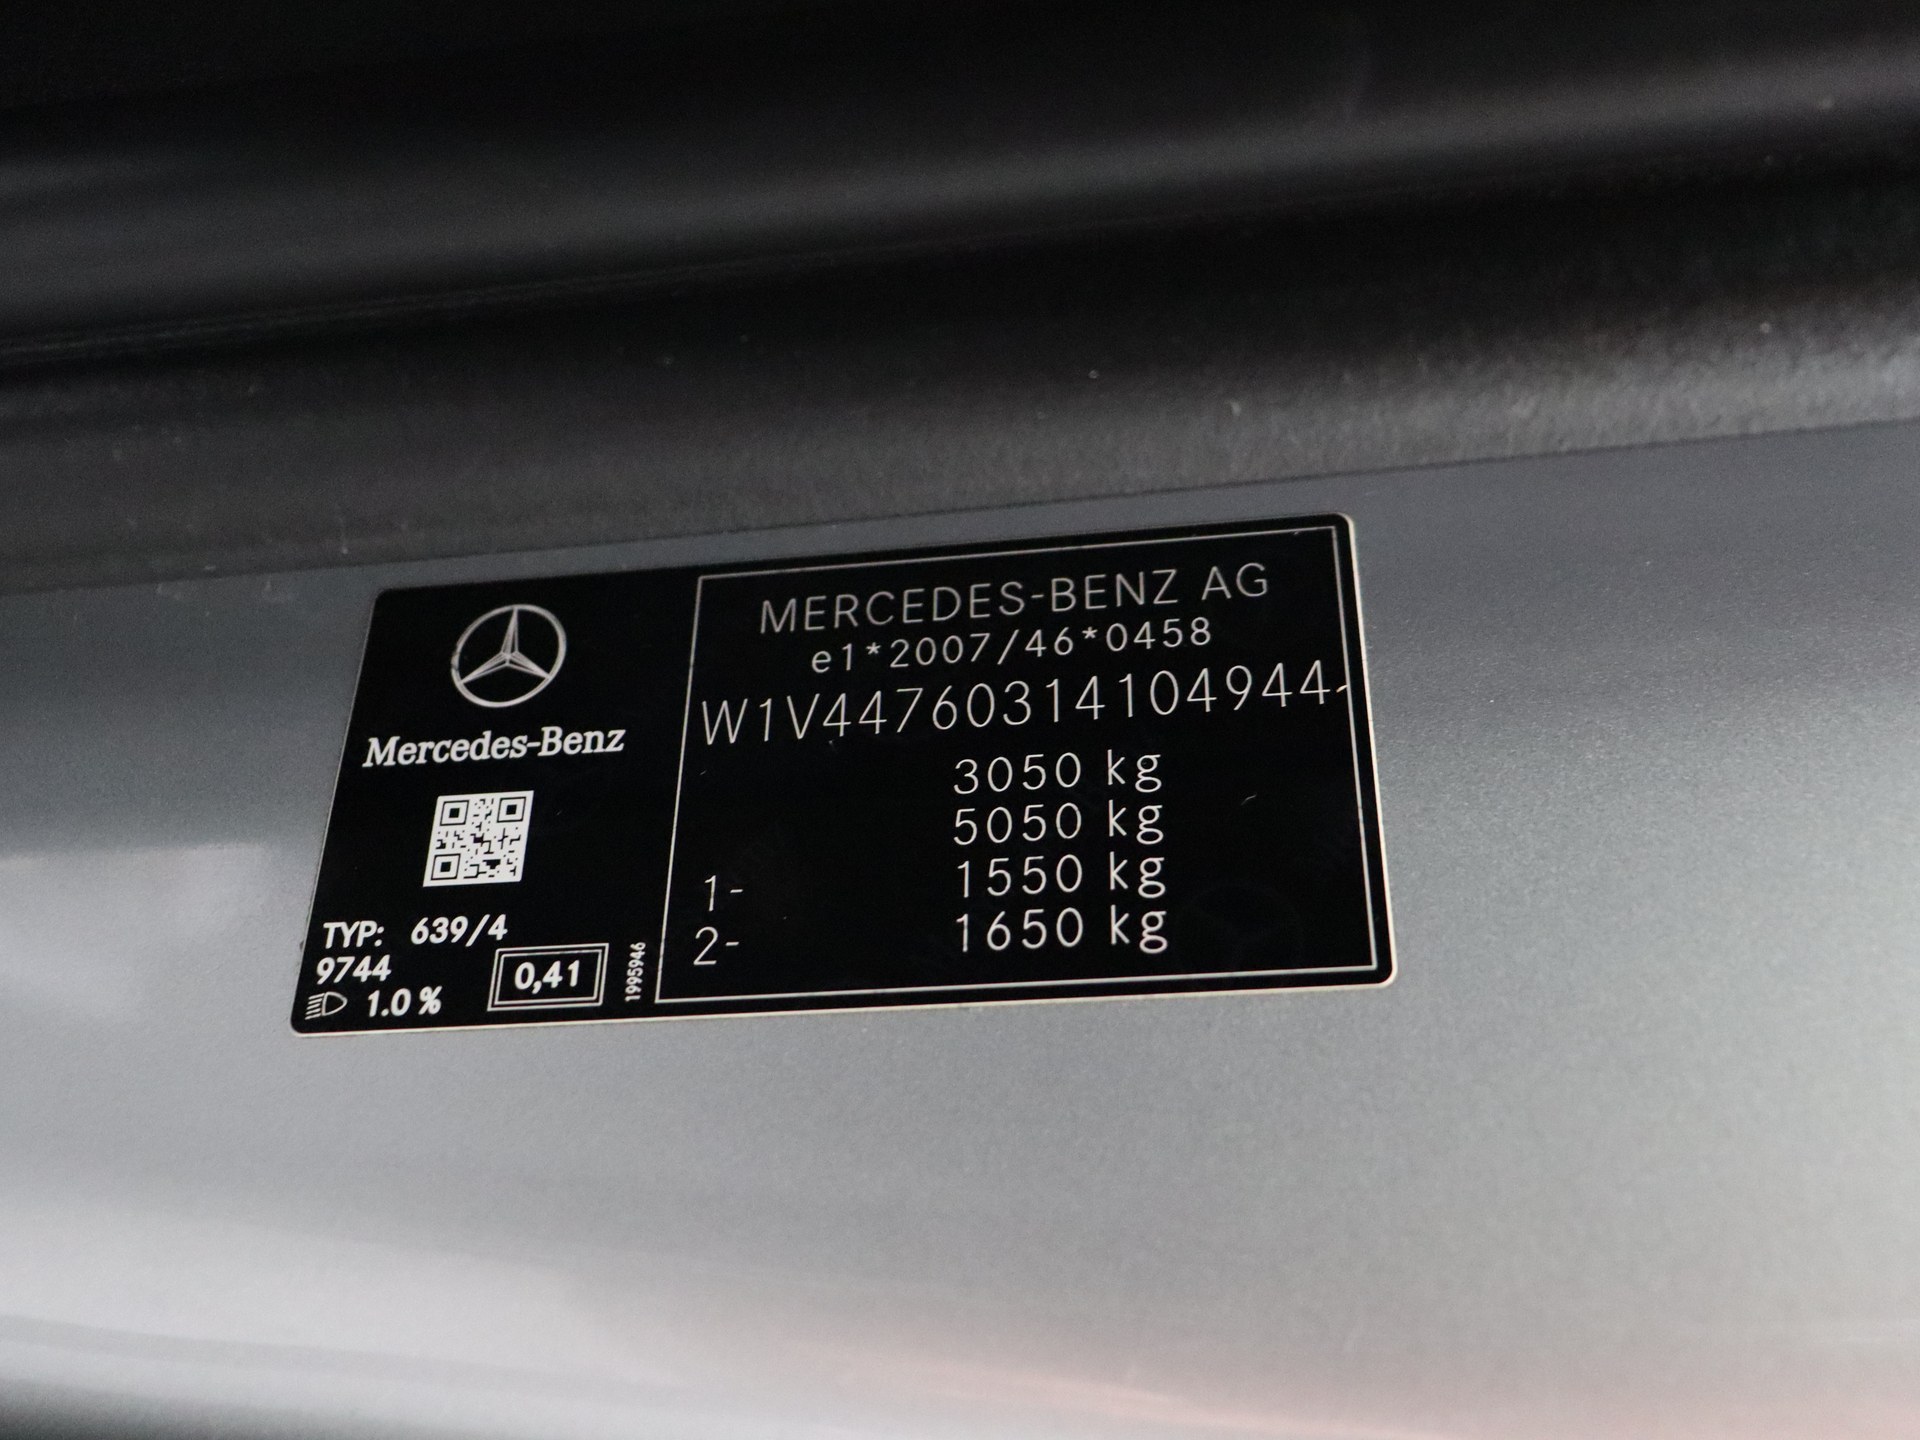 Mercedes-Benz
TYP: 639/4
9744
1.0 %
0,41
1995946
MERCEDES-BENZ AG
e1*2007/46*0458
W1V44760314104944-
3050 kg
5050 kg
1- 1550 kg
2- 1650 kg